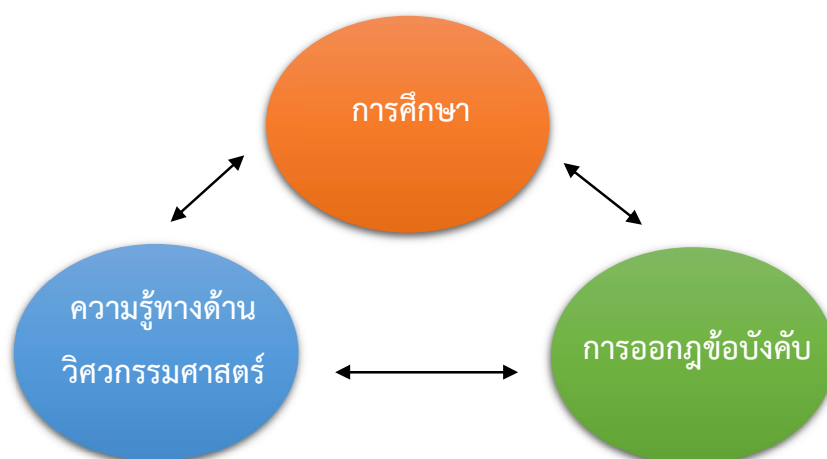 การศึกษา
ความรู้ทางด้าน
วิศวกรรมศาสตร์
การออกกฎข้อบังคับ